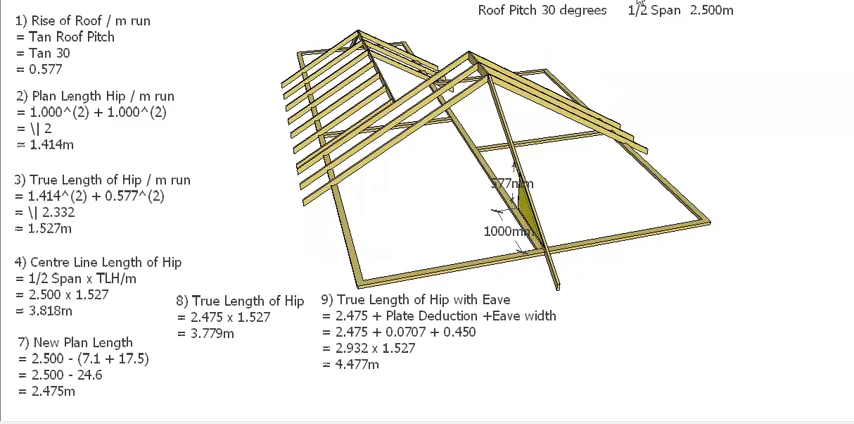 Roof Pitch 30 degrees 1/2 Span 2.500m
1) Rise of Roof / m run
= Tan Roof Pitch
= Tan 30
= 0.577
2) Plan Length Hip / m run
= 1.000^(2) + 1.000^(2)
= \| 2
= 1.414m
3) True Length of Hip / m run
= 1.414^(2) + 0.577^(2)
= \| 2.332
= 1.527m
4) Centre Line Length of Hip
= 1/2 Span x TLH/m
= 2.500 x 1.527
= 3.818m
7) New Plan Length
= 2.500 - (7.1 + 17.5)
= 2.500 - 24.6
= 2.475m
8) True Length of Hip
= 2.475 x 1.527
= 3.779m
9) True Length of Hip with Eave
= 2.475 + Plate Deduction +Eave width
= 2.475 + 0.0707 + 0.450
= 2.932 x 1.527
= 4.477m
577mm
1000mm